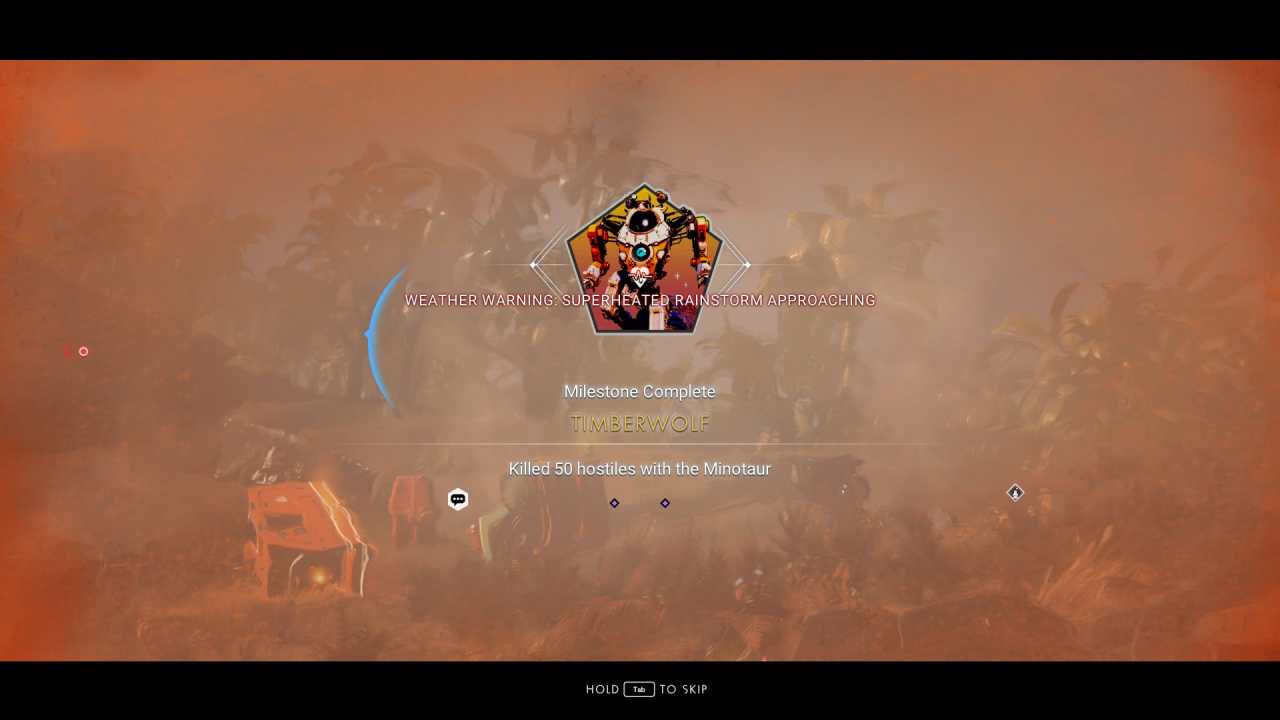 WEATHER WARNING: SUPERHEATED RAINSTORM APPROACHING
Milestone Complete
TIMBERWOLF
Killed 50 hostiles with the Minotaur
HOLD Tab TO SKIP